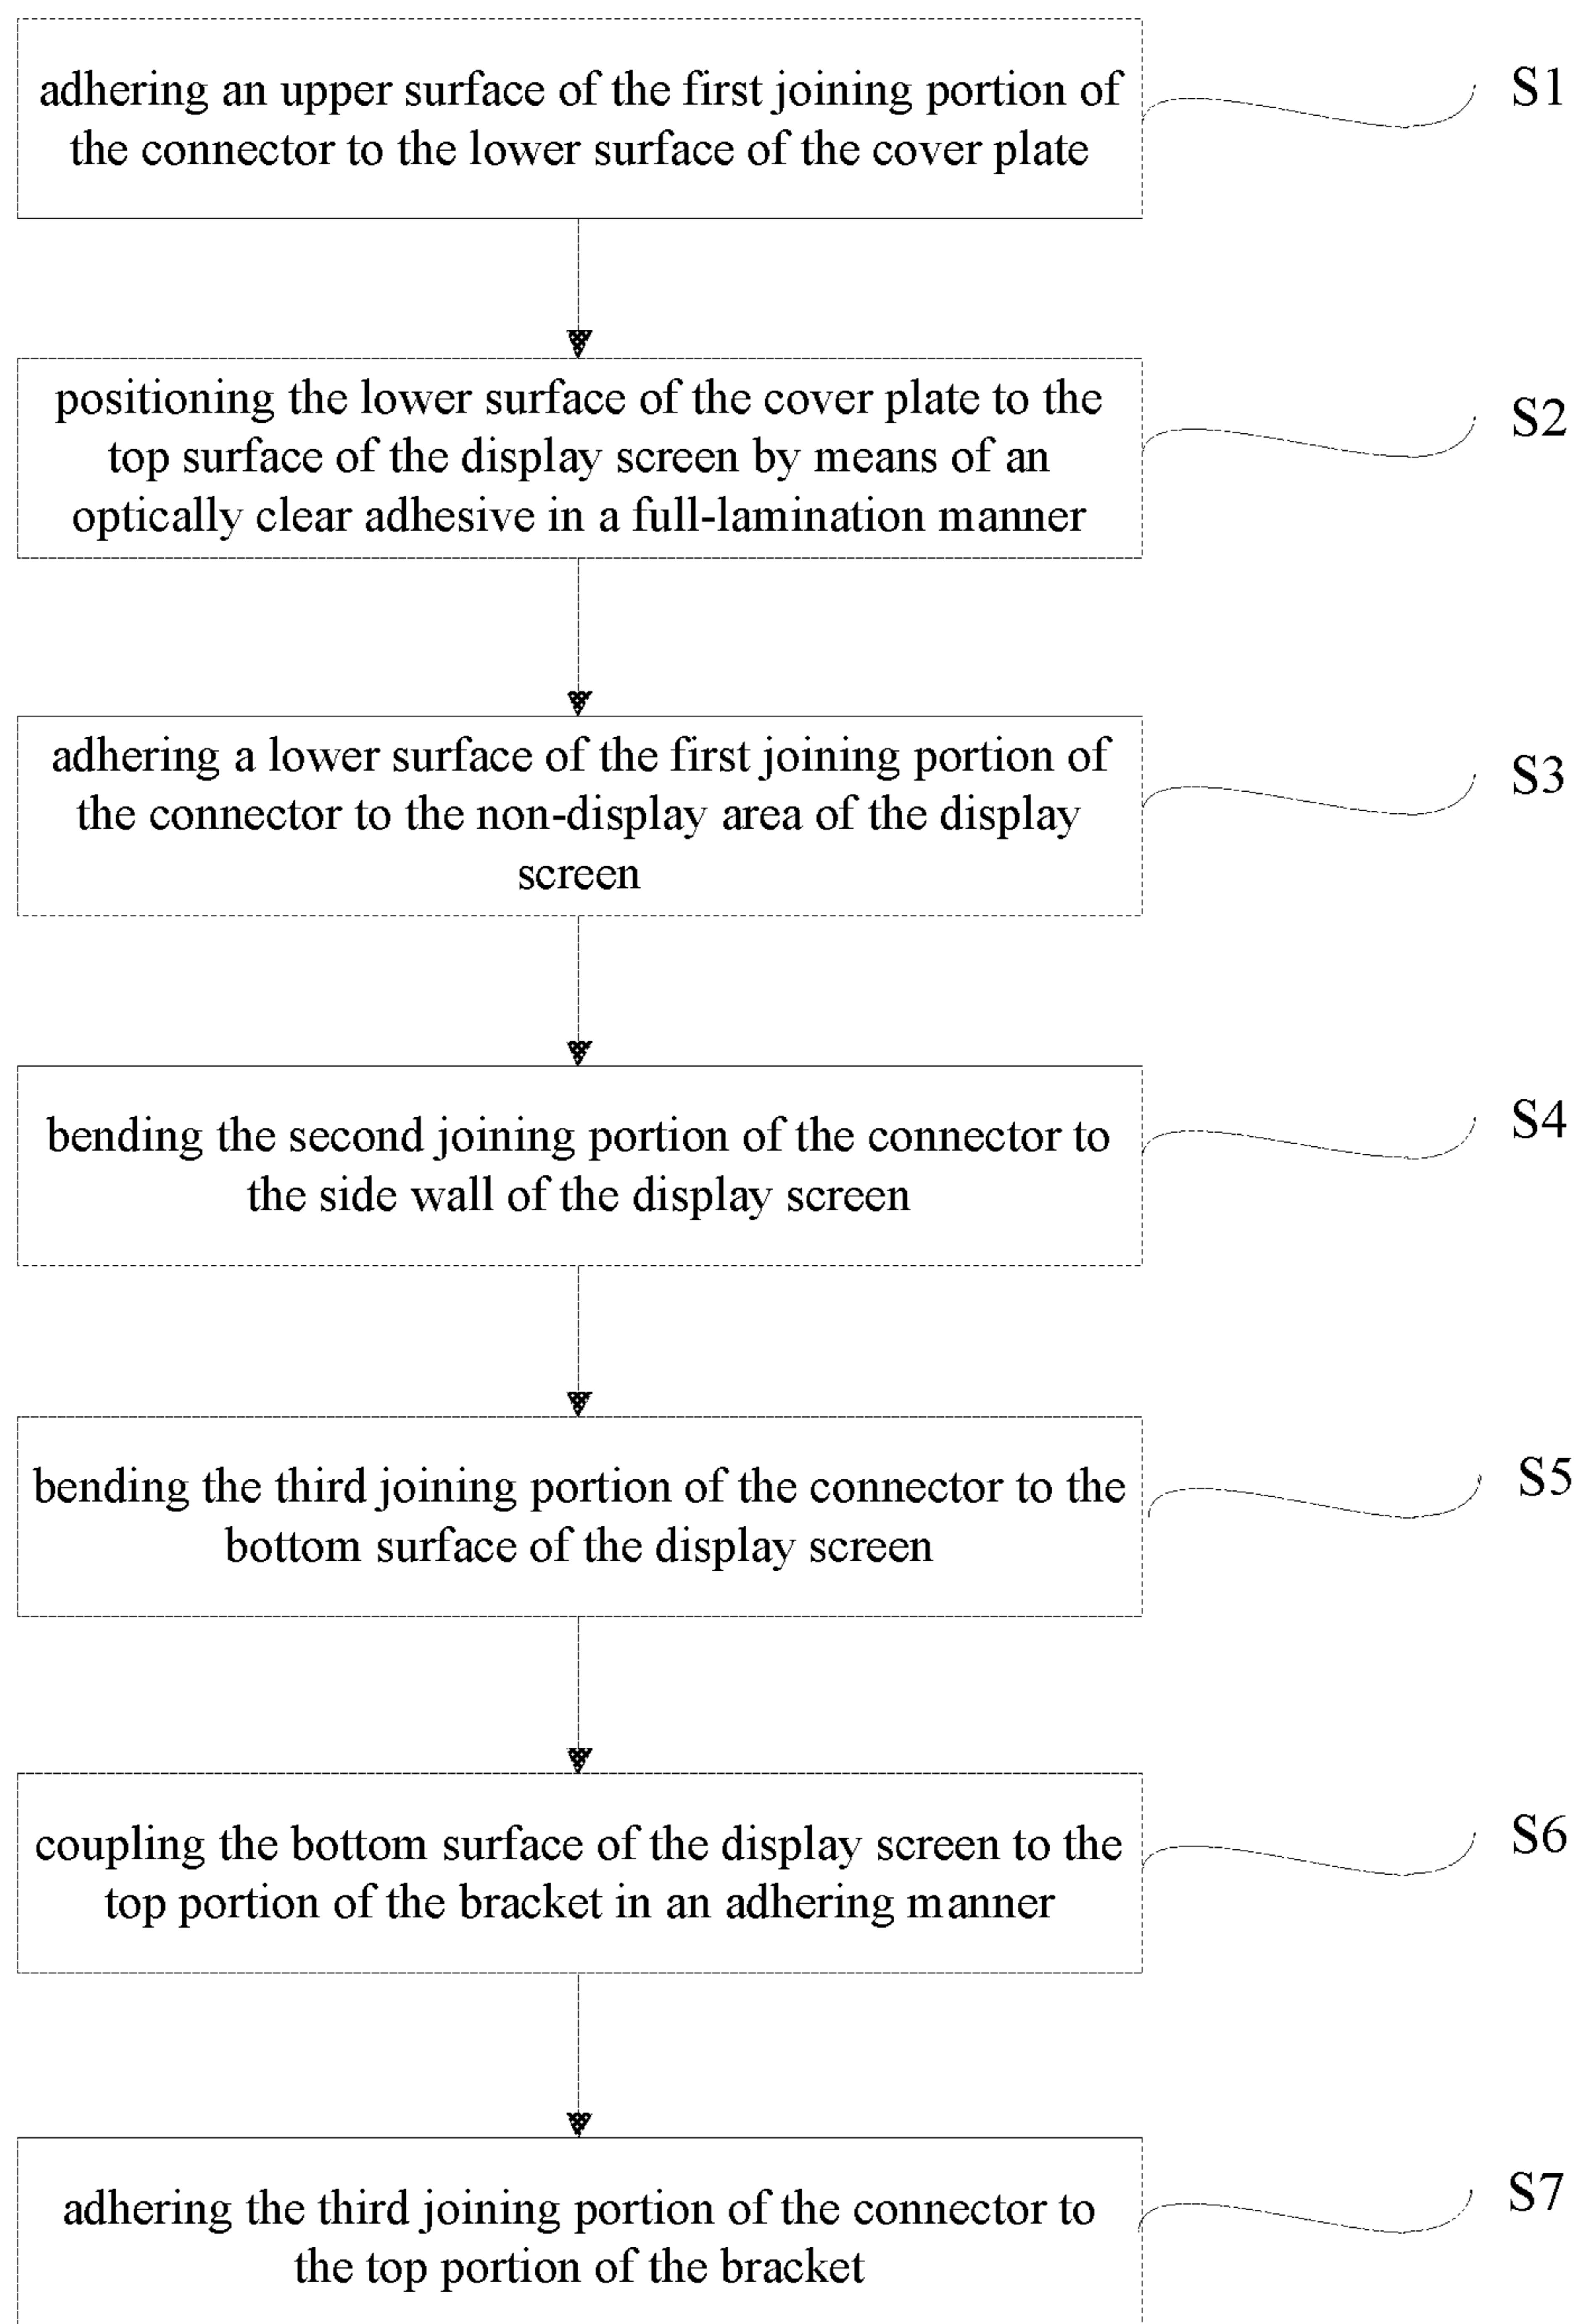 adhering an upper surface of the first joining portion of
the connector to the lower surface of the cover plate
S1
positioning the lower surface of the cover plate to the
top surface of the display screen by means of an
optically clear adhesive in a full-lamination manner
S2
adhering a lower surface of the first joining portion of
the connector to the non-display area of the display
screen
S3
bending the second joining portion of the connector to
the side wall of the display screen
S4
bending the third joining portion of the connector to the
bottom surface of the display screen
S5
coupling the bottom surface of the display screen to the
top portion of the bracket in an adhering manner
S6
adhering the third joining portion of the connector to
the top portion of the bracket
S7